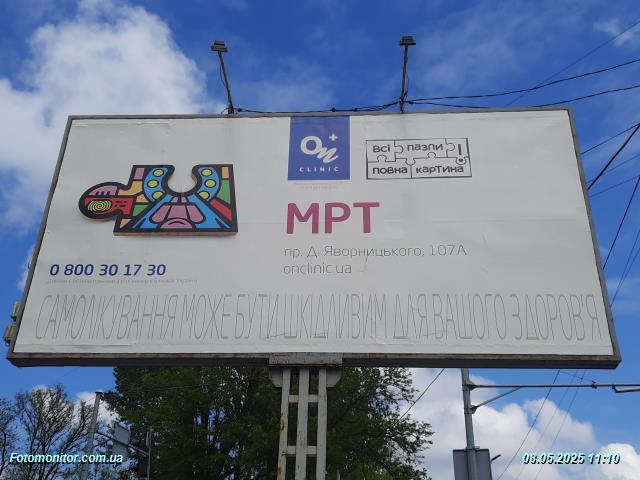 On+
CLINIC
всі пазли
повна картина!
МРТ
пр. Д. Яворницького, 107А
onclinic.ua
0 800 30 17 30
САМОЛІКУВАННЯ МОЖЕ БУТИ ШКІДЛИВИМ ДЛЯ ВАШОГО ЗДОРОВ'Я
Fotomonitor.com.ua
08.05.2025 11:10